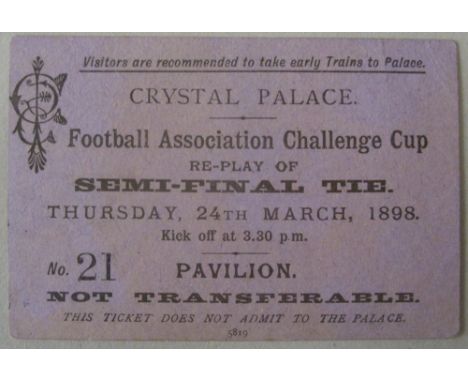 Visitors are recommended to take early Trains to Palace.
CRYSTAL PALACE.
Football Association Challenge Cup
RE-PLAY OF
SEMI-FINAL TIE.
THURSDAY, 24TH MARCH, 1898.
Kick off at 3.30 p.m.
No. 21 PAVILION.
NOT TRANSFERABLE.
THIS TICKET DOES NOT ADMIT TO THE PALACE.
5819